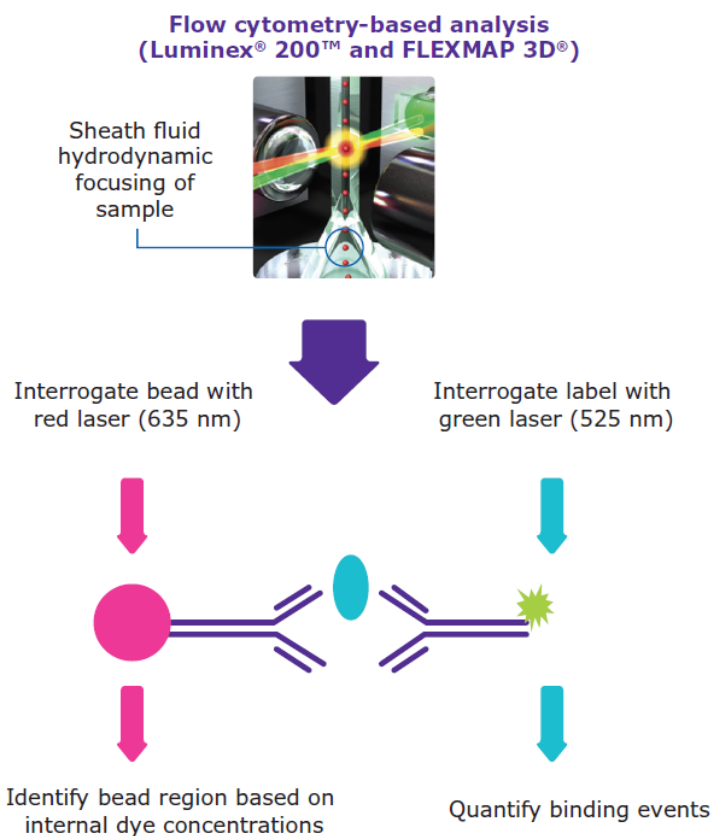 Flow cytometry-based analysis
(Luminex® 200™ and FLEXMAP 3D®)
Sheath fluid
hydrodynamic
focusing of
sample
Interrogate bead with
red laser (635 nm)
Interrogate label with
green laser (525 nm)
Identify bead region based on
internal dye concentrations
Quantify binding events